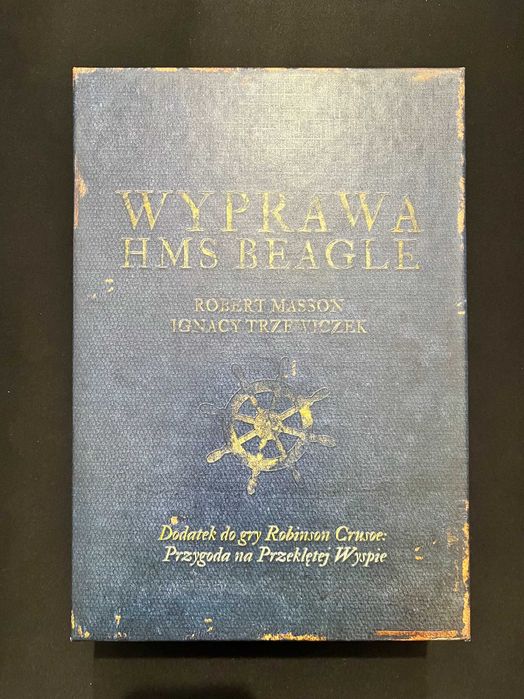 WYPRAWA
HMS BEAGLE
ROBERT MASSON
IGNACY TRZEWICZEK
Dodatek do gry Robinson Crusoe:
Przygoda na Przeklętej Wyspie